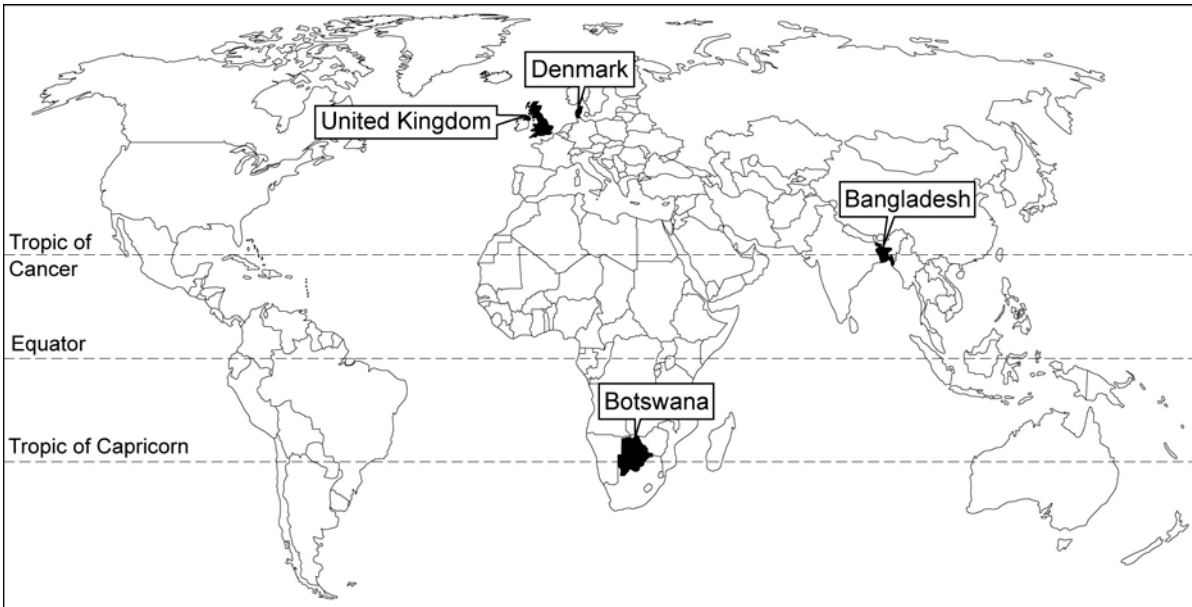 Denmark
United Kingdom
Bangladesh
Tropic of
Cancer
Equator
Botswana
Tropic of Capricorn